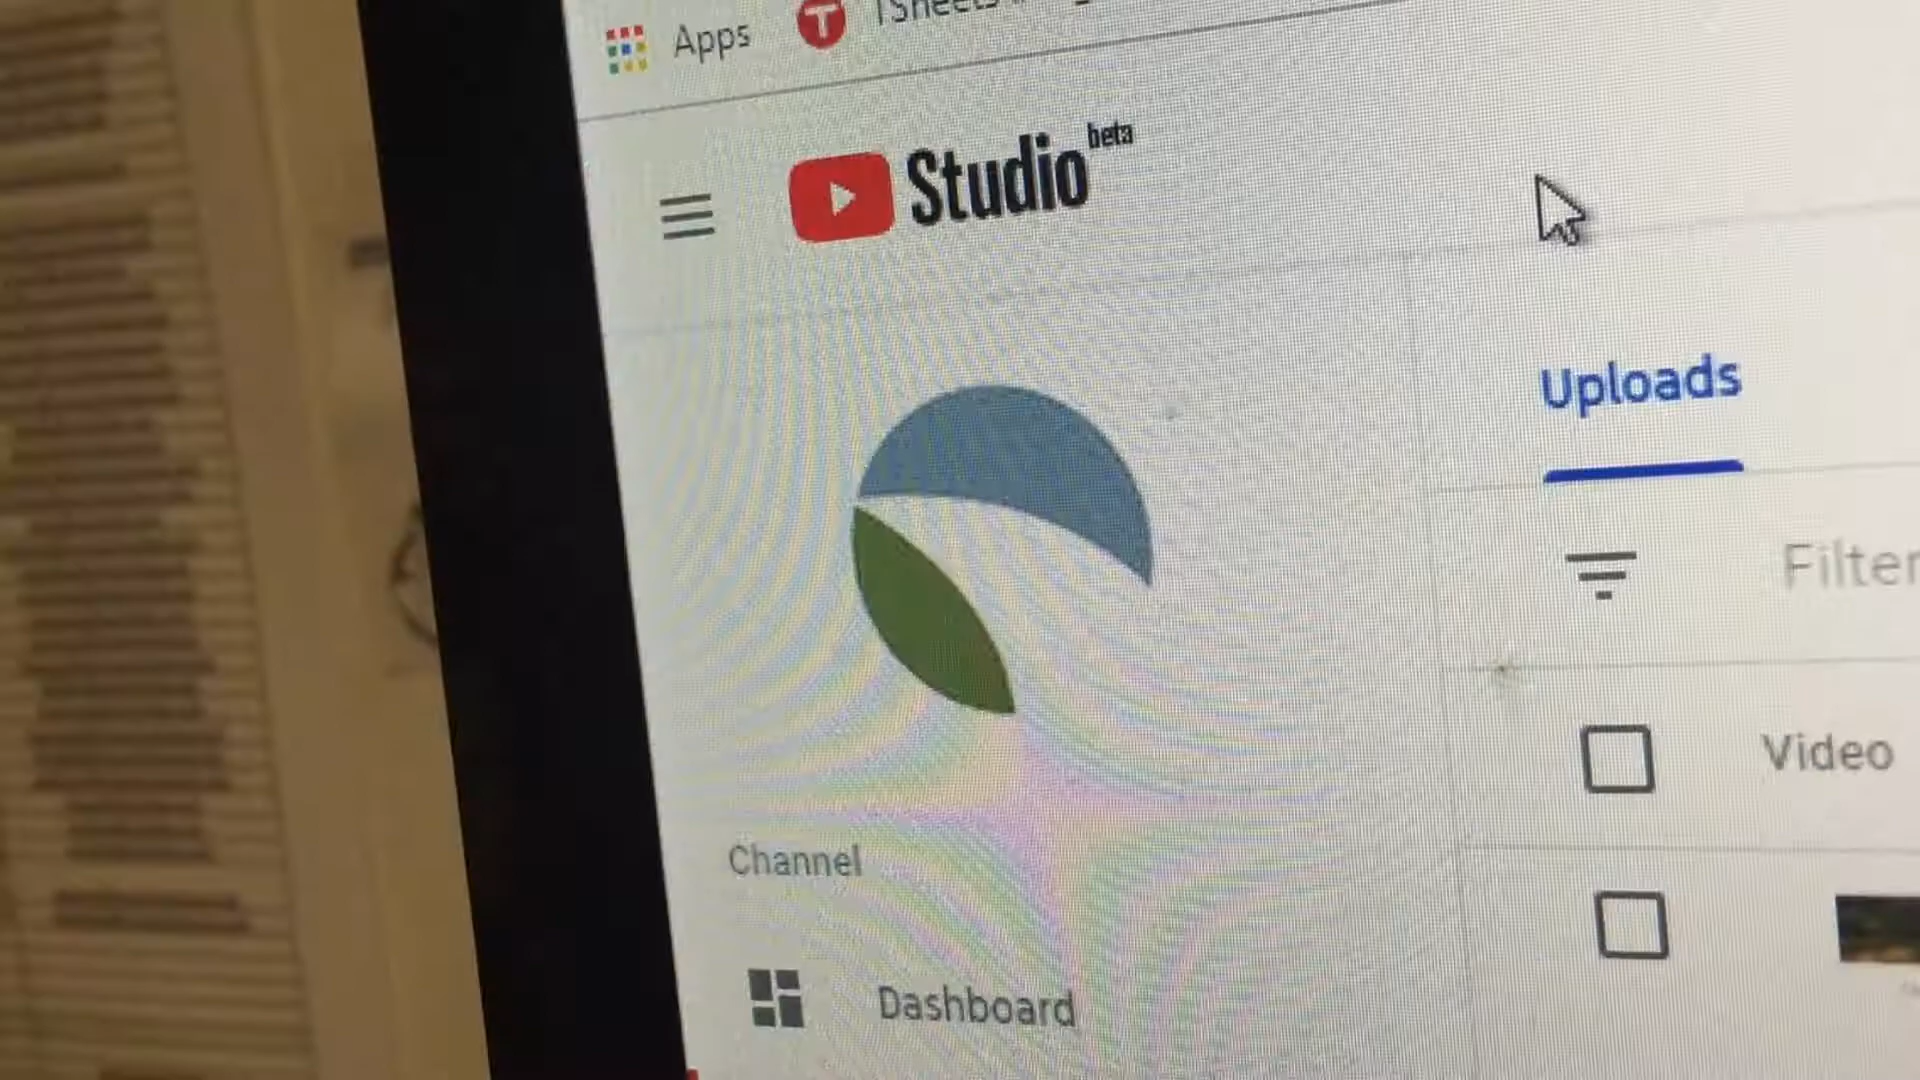 Apps
Studio beta
Uploads
Filter
Video
Channel
Dashboard